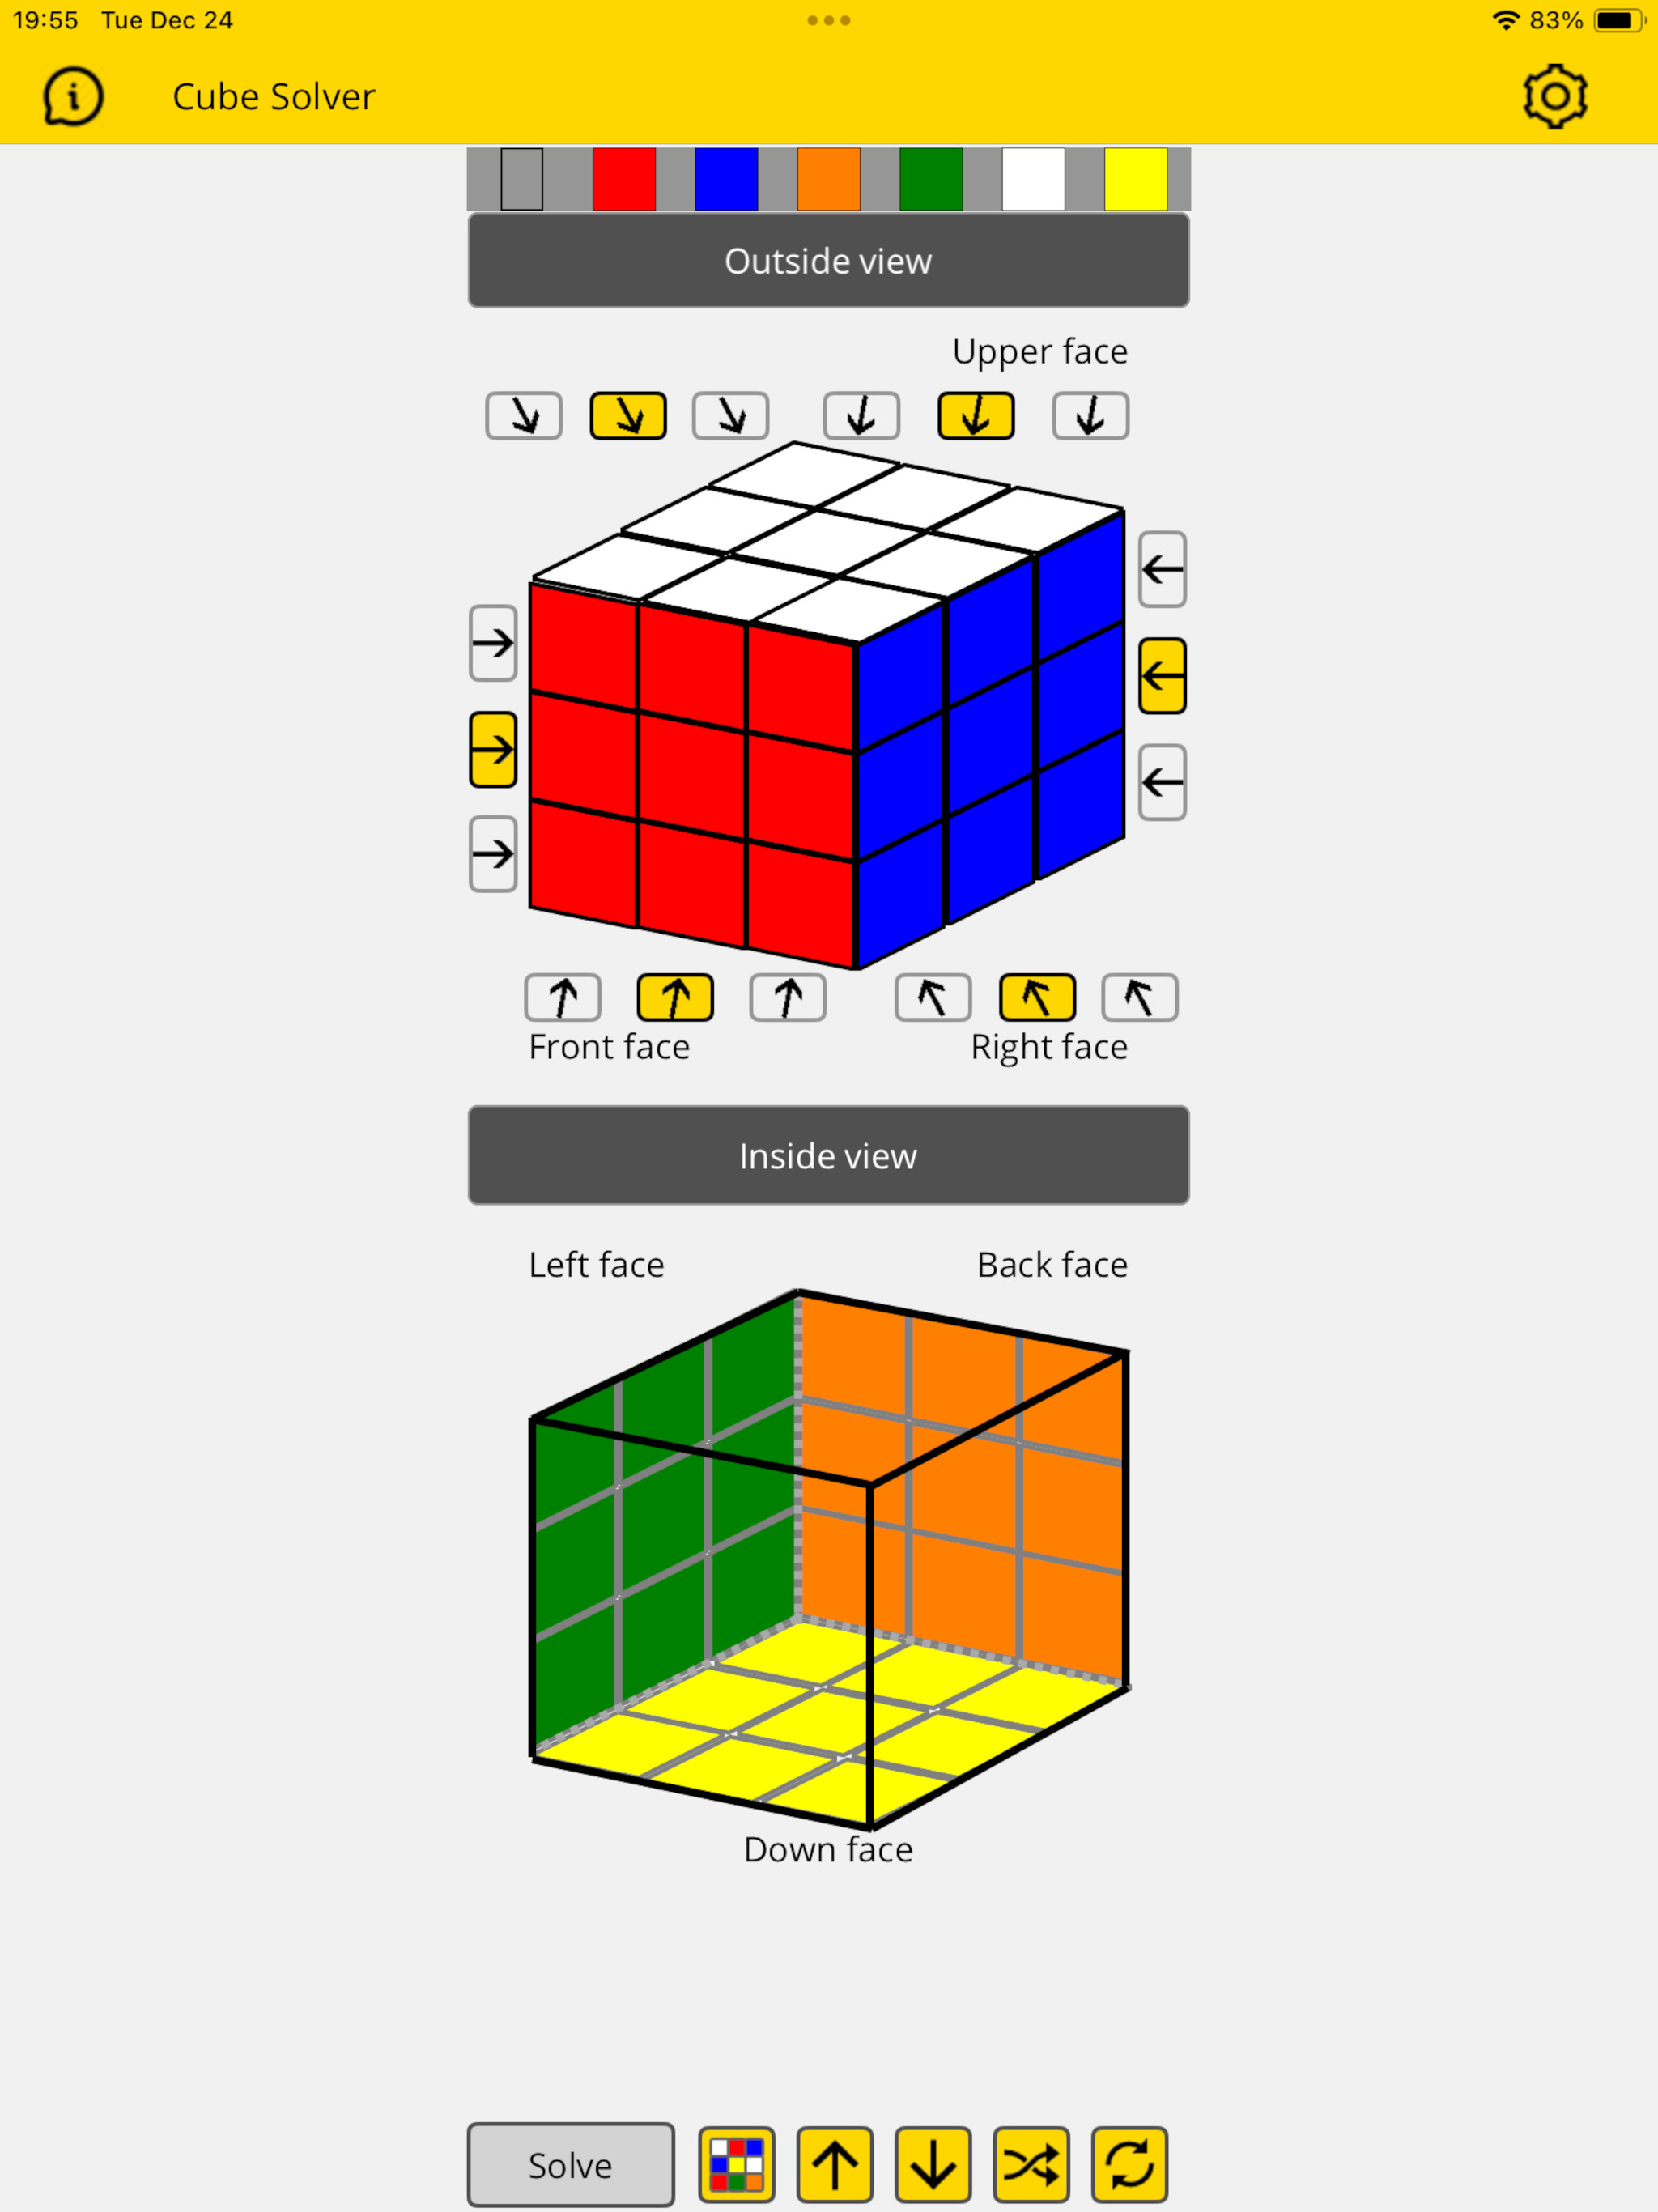 19:55 Tue Dec 24
83%
Cube Solver
Outside view
Upper face
Front face
Right face
Inside view
Left face
Back face
Down face
Solve